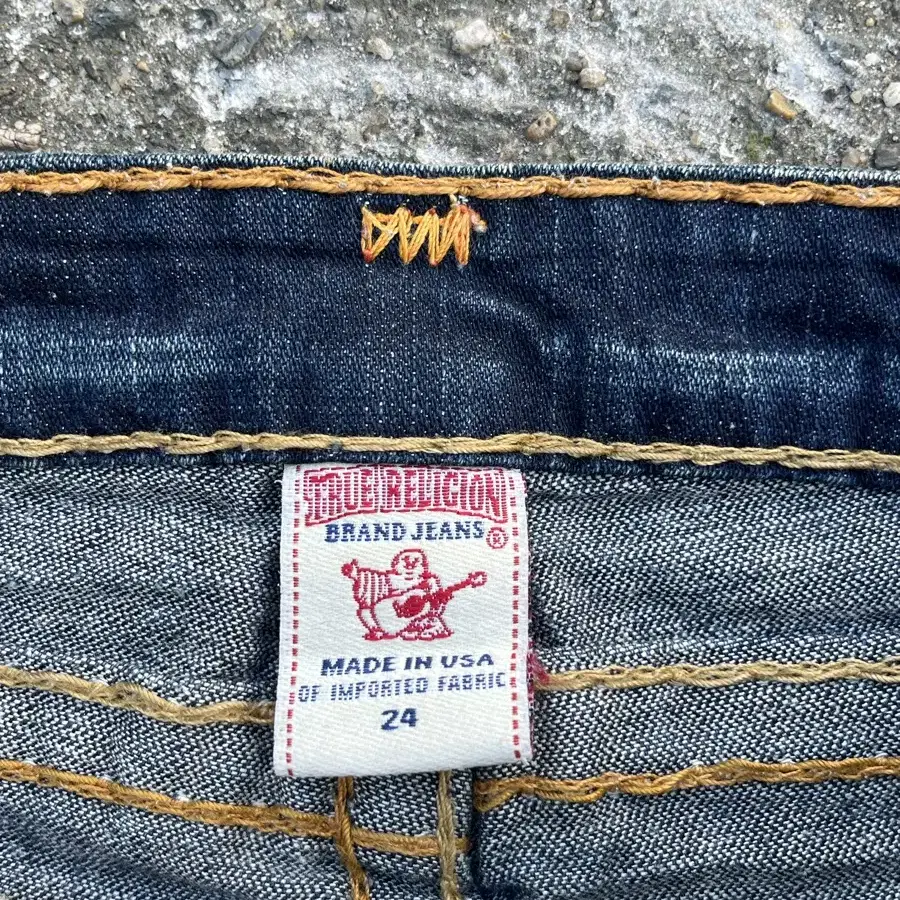 TRUE RELIGION
BRAND JEANS®
MADE IN USA
OF IMPORTED FABRIC
24